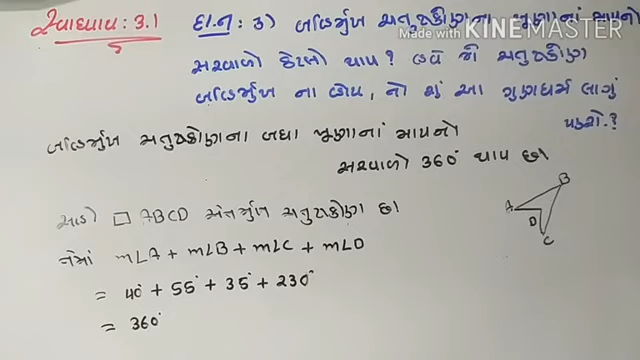 સ્વાધ્યાય : 3.1 દા.નં : 3) બહિર્મુખ ચતુષ્કોણના ખૂણાનાં માપનો
Made with KINEMASTER
સરવાળો કેટલો થાય ? જો
ચતુષ્કોણ
બહિર્મુખ ના હોય, તો શું આ ગુણધર્મ લાગું
પડશે.?
બહિર્મુખ ચતુષ્કોણના બધા ખૂણાનાં માપનો
સરવાળો 360° થાય છે।
□ ABCD અંતર્મુખ ચતુષ્કોણ છે।
તેમાં m∠A + m∠B + m∠C + m∠D
= 40° + 55° + 35° + 230°
= 360°
B
A
D
C